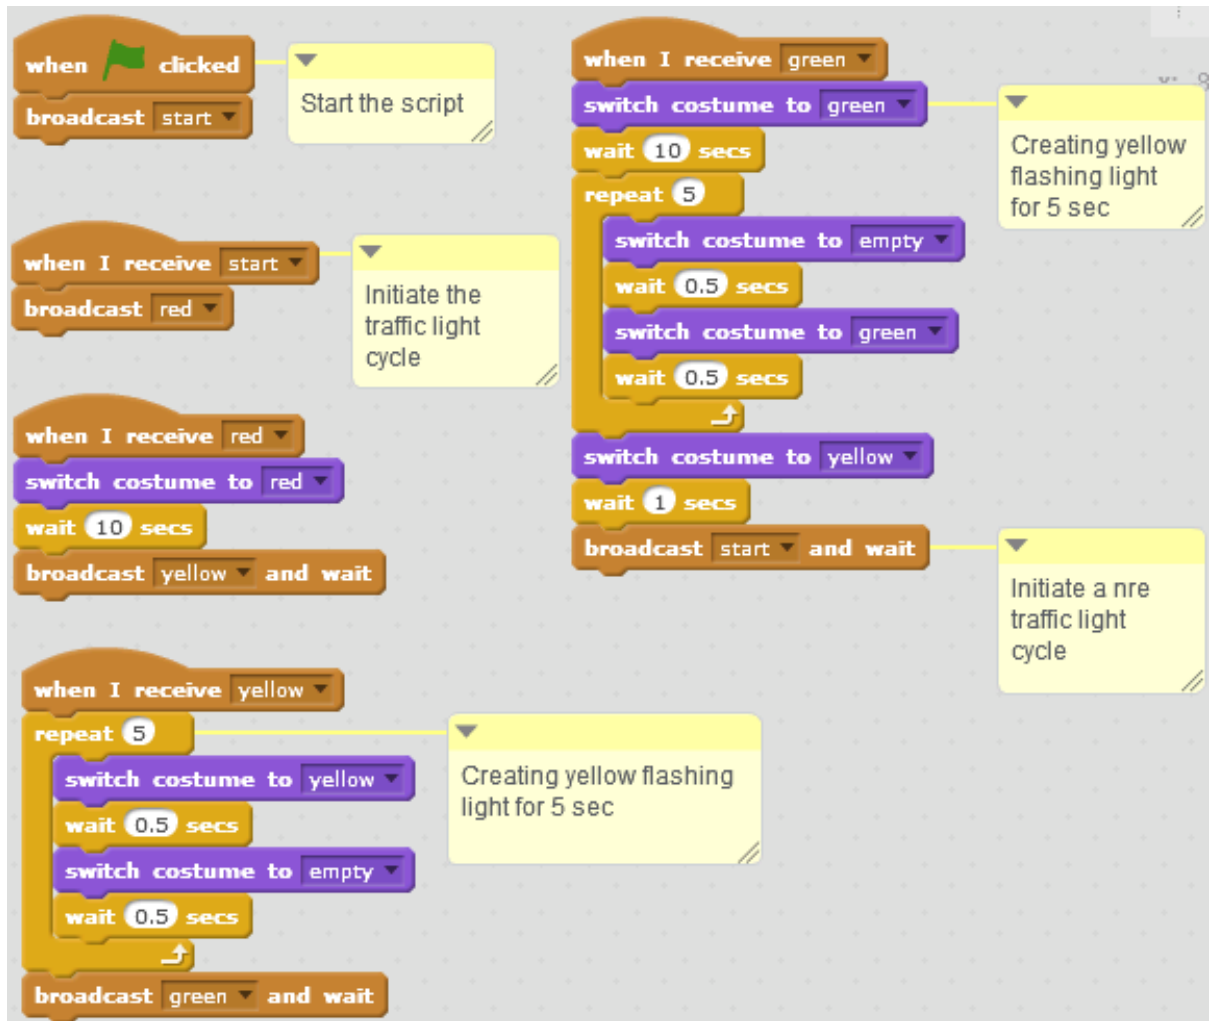 when clicked
broadcast start
Start the script
when I receive start
broadcast red
Initiate the
traffic light
cycle
when I receive red
switch costume to red
wait 10 secs
broadcast yellow and wait
when I receive yellow
repeat 5
switch costume to yellow
wait 0.5 secs
switch costume to empty
wait 0.5 secs
broadcast green and wait
Creating yellow flashing
light for 5 sec
when I receive green
switch costume to green
wait 10 secs
repeat 5
switch costume to empty
wait 0.5 secs
switch costume to green
wait 0.5 secs
switch costume to yellow
wait 1 secs
broadcast start and wait
Creating yellow
flashing light
for 5 sec
Initiate a nre
traffic light
cycle